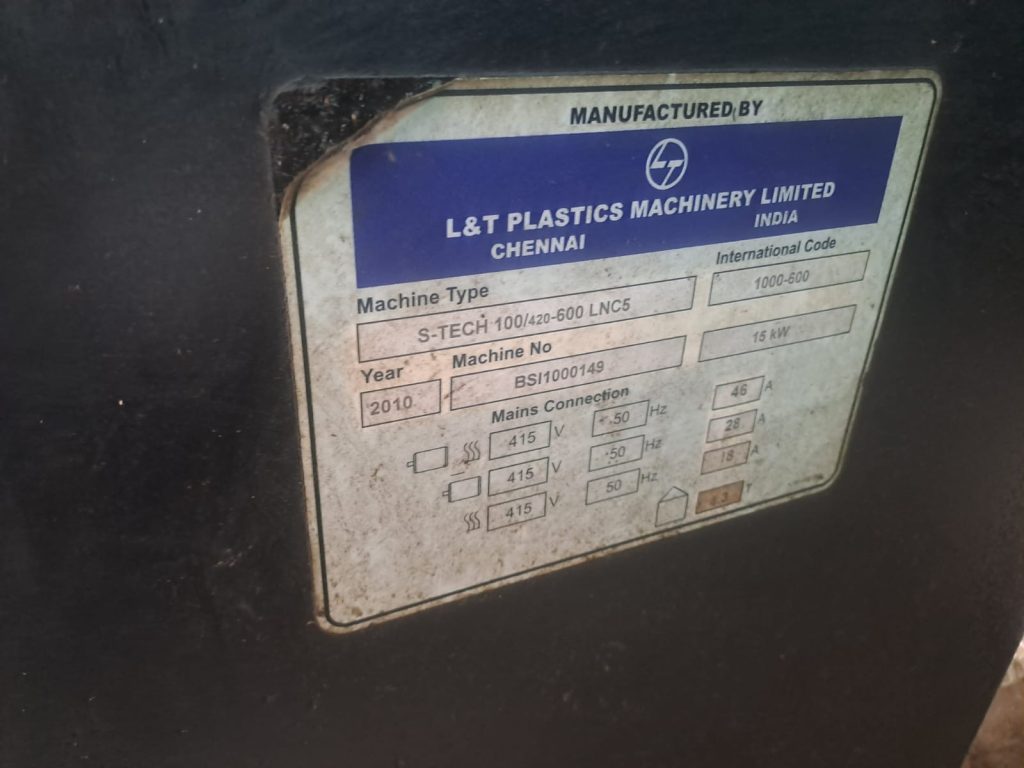 MANUFACTURED BY
LT
L&T PLASTICS MACHINERY LIMITED
CHENNAI INDIA
Machine Type International Code
S-TECH 100/420-600 LNC5 1000-600
Year Machine No
2010 BSI1000149 15 kW
Mains Connection
415 V 50 Hz 46 A
415 V 50 Hz 28 A
415 V 50 Hz 18 A
T